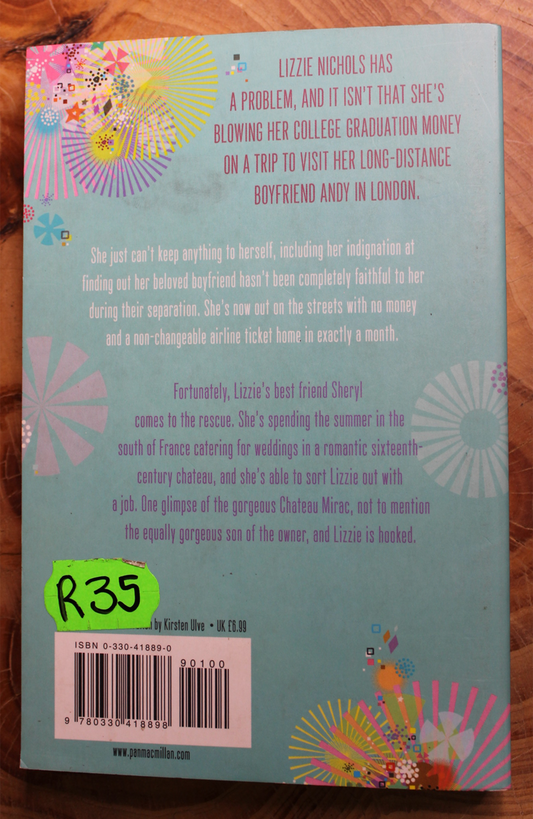 LIZZIE NICHOLS HAS
A PROBLEM, AND IT ISN'T THAT SHE'S
BLOWING HER COLLEGE GRADUATION MONEY
ON A TRIP TO VISIT HER LONG-DISTANCE
BOYFRIEND ANDY IN LONDON.
She just can't keep anything to herself, including her indignation at
finding out her beloved boyfriend hasn't been completely faithful to her
during their separation. She's now out on the streets with no money
and a non-changeable airline ticket home in exactly a month.
Fortunately, Lizzie's best friend Sheryl
comes to the rescue. She's spending the summer in the
south of France catering for weddings in a romantic sixteenth-
century chateau, and she's able to sort Lizzie out with
a job. One glimpse of the gorgeous Chateau Mirac, not to mention
the equally gorgeous son of the owner, and Lizzie is hooked.
R35
by Kirsten Ulve • UK £6.99
ISBN 0-330-41889-0
90100
9 780330 418898
www.panmacmillan.com